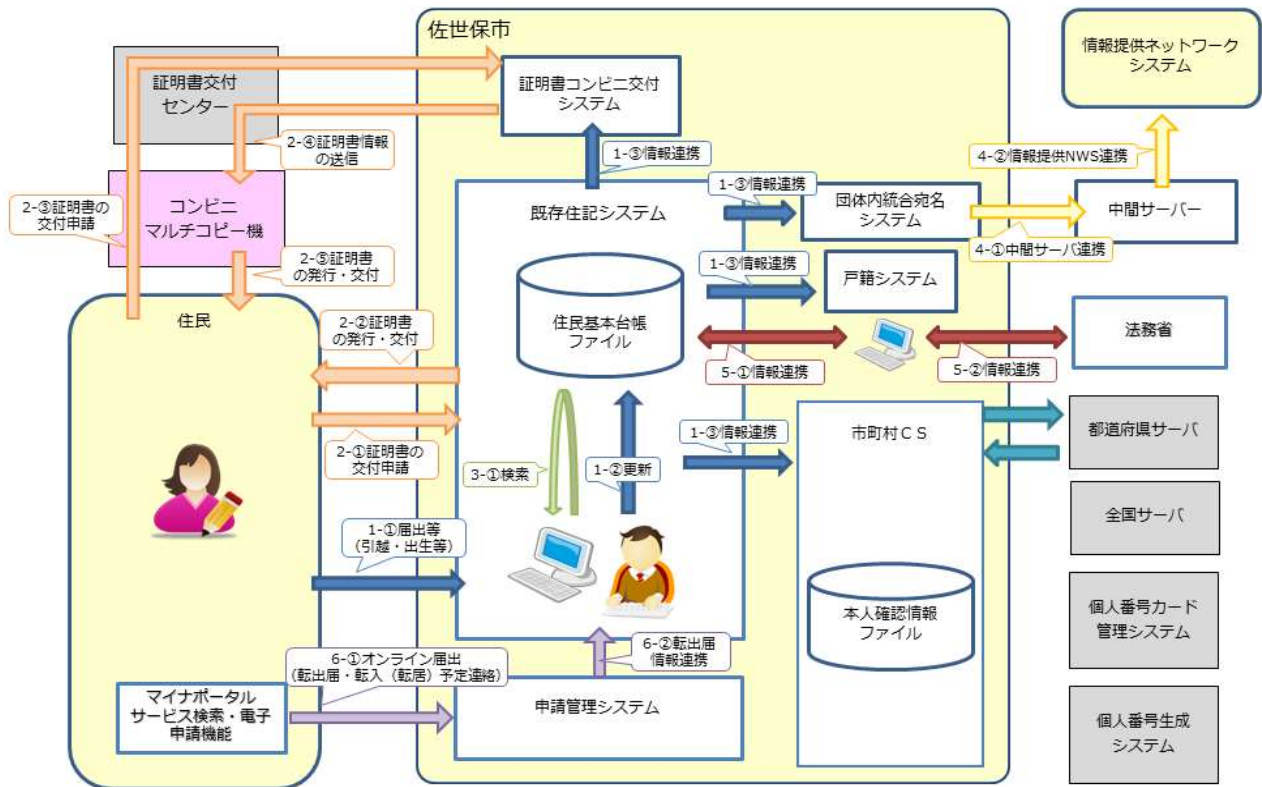 佐世保市
証明書交付
センター
証明書コンビニ交付
システム
情報提供ネットワーク
システム
2-④証明書情報
の送信
1-③情報連携
4-②情報提供NWS連携
2-③証明書の
交付申請
コンビニ
マルチコピー機
既存住記システム
1-③情報連携
団体内統合宛名
システム
中間サーバー
4-①中間サーバ連携
2-⑤証明書
の発行・交付
1-③情報連携
戸籍システム
住民
2-②証明書
の発行・交付
住民基本台帳
ファイル
法務省
5-①情報連携
5-②情報連携
2-①証明書の
交付申請
3-①検索
1-②更新
1-③情報連携
市町村CS
都道府県サーバ
全国サーバ
1-①届出等
(引越・出生等)
本人確認情報
ファイル
個人番号カード
管理システム
6-①オンライン届出
(転出届・転入(転居)予定連絡)
6-②転出届
情報連携
マイナポータル
サービス検索・電子
申請機能
申請管理システム
個人番号生成
システム